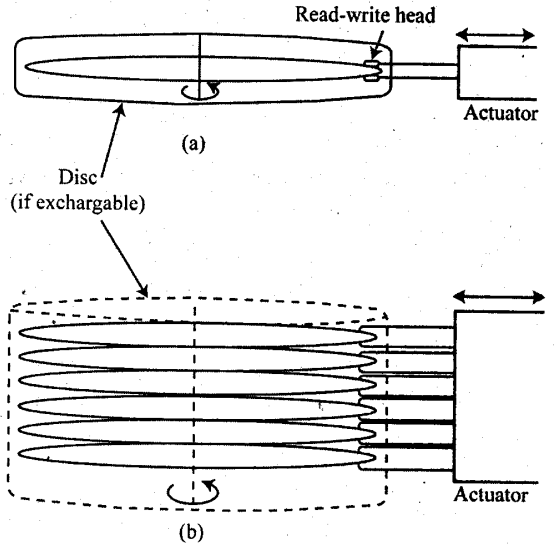 Read-write head
Actuator
(a)
Disc
(if exchargable)
Actuator
(b)